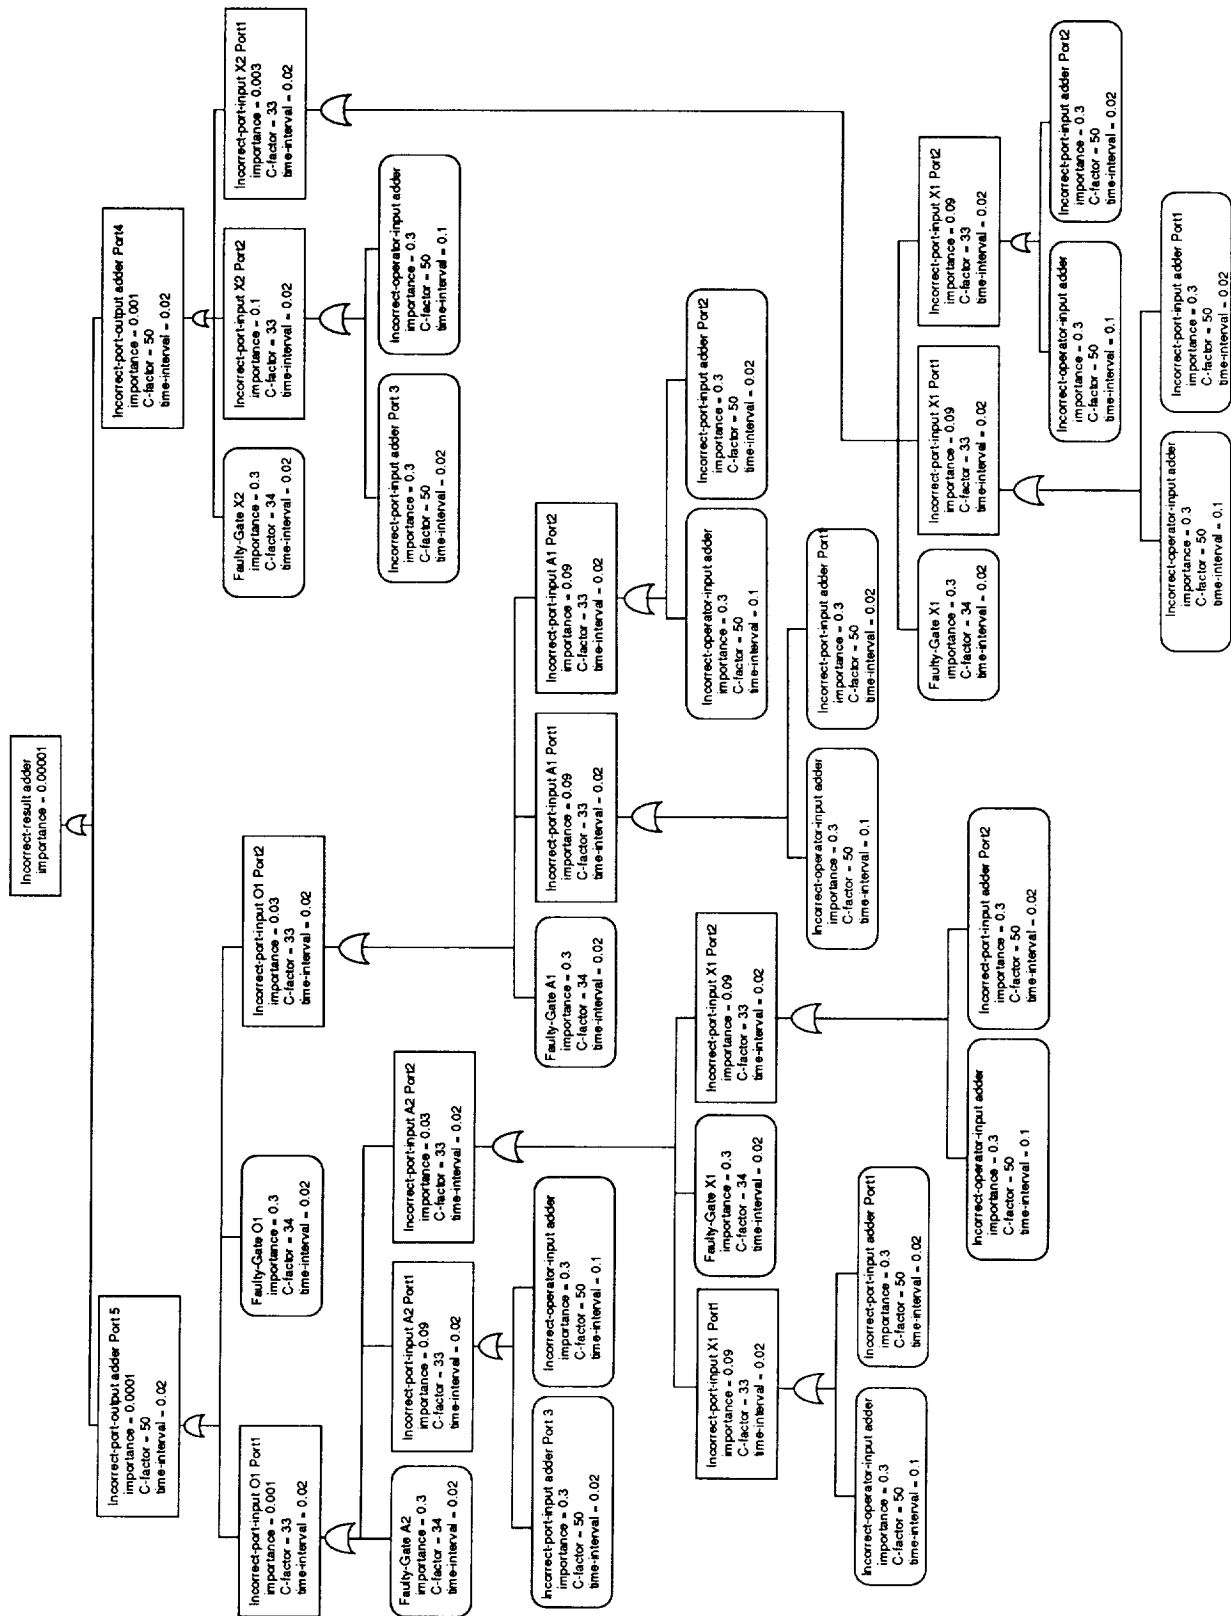 Incorrect-result adder
importance = 0.00001
Incorrect-port-output adder Port 5
importance = 0.0001
C-factor = 50
time-interval = 0.02
Incorrect-port-output adder Port4
importance = 0.001
C-factor = 50
time-interval = 0.02
Incorrect-port-input O1 Port1
importance = 0.001
C-factor = 33
time-interval = 0.02
Faulty-Gate O1
importance = 0.3
C-factor = 34
time-interval = 0.02
Incorrect-port-input O1 Port2
importance = 0.03
C-factor = 33
time-interval = 0.02
Faulty-Gate X2
importance = 0.3
C-factor = 34
time-interval = 0.02
Incorrect-port-input X2 Port2
importance = 0.1
C-factor = 33
time-interval = 0.02
Incorrect-port-input X2 Port1
importance = 0.003
C-factor = 33
time-interval = 0.02
Faulty-Gate A2
importance = 0.3
C-factor = 34
time-interval = 0.02
Incorrect-port-input A2 Port1
importance = 0.09
C-factor = 33
time-interval = 0.02
Incorrect-port-input A2 Port2
importance = 0.03
C-factor = 33
time-interval = 0.02
Incorrect-port-input adder Port 3
importance = 0.3
C-factor = 50
time-interval = 0.02
Incorrect-operator-input adder
importance = 0.3
C-factor = 50
time-interval = 0.1
Incorrect-port-input adder Port 3
importance = 0.3
C-factor = 50
time-interval = 0.02
Incorrect-operator-input adder
importance = 0.3
C-factor = 50
time-interval = 0.1
Faulty-Gate A1
importance = 0.3
C-factor = 34
time-interval = 0.02
Incorrect-port-input A1 Port1
importance = 0.09
C-factor = 33
time-interval = 0.02
Incorrect-port-input A1 Port2
importance = 0.09
C-factor = 33
time-interval = 0.02
Incorrect-port-input X1 Port1
importance = 0.09
C-factor = 33
time-interval = 0.02
Faulty-Gate X1
importance = 0.3
C-factor = 34
time-interval = 0.02
Incorrect-port-input X1 Port2
importance = 0.09
C-factor = 33
time-interval = 0.02
Incorrect-operator-input adder
importance = 0.3
C-factor = 50
time-interval = 0.1
Incorrect-port-input adder Port2
importance = 0.3
C-factor = 50
time-interval = 0.02
Incorrect-operator-input adder
importance = 0.3
C-factor = 50
time-interval = 0.1
Incorrect-port-input adder Port1
importance = 0.3
C-factor = 50
time-interval = 0.02
Incorrect-operator-input adder
importance = 0.3
C-factor = 50
time-interval = 0.1
Incorrect-port-input adder Port1
importance = 0.3
C-factor = 50
time-interval = 0.02
Faulty-Gate X1
importance = 0.3
C-factor = 34
time-interval = 0.02
Incorrect-port-input X1 Port1
importance = 0.09
C-factor = 33
time-interval = 0.02
Incorrect-port-input X1 Port2
importance = 0.09
C-factor = 33
time-interval = 0.02
Incorrect-operator-input adder
importance = 0.3
C-factor = 50
time-interval = 0.1
Incorrect-port-input adder Port2
importance = 0.3
C-factor = 50
time-interval = 0.02
Incorrect-operator-input adder
importance = 0.3
C-factor = 50
time-interval = 0.1
Incorrect-port-input adder Port2
importance = 0.3
C-factor = 50
time-interval = 0.02
Incorrect-operator-input adder
importance = 0.3
C-factor = 50
time-interval = 0.1
Incorrect-port-input adder Port1
importance = 0.3
C-factor = 50
time-interval = 0.02